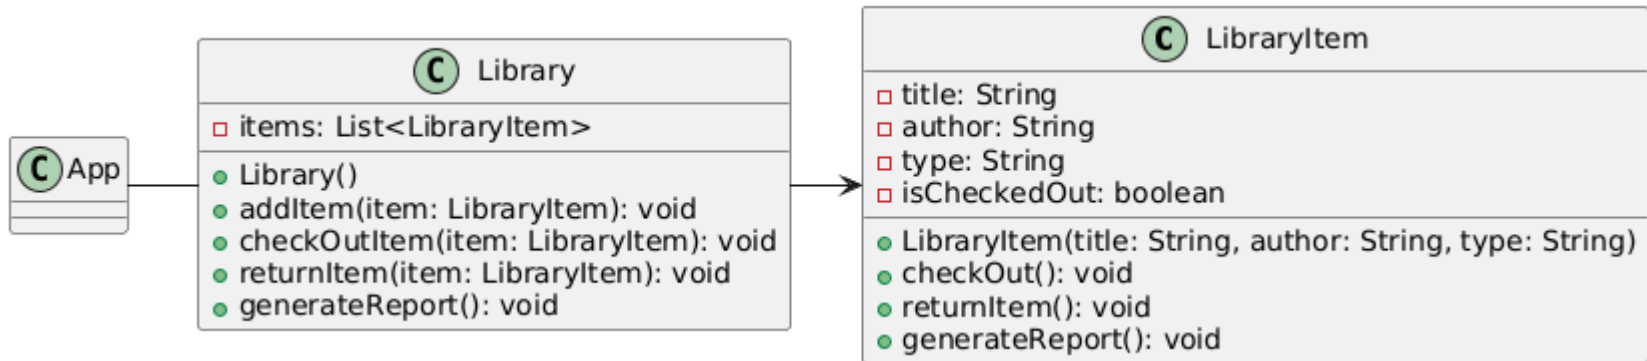 C App
C Library
items: List<LibraryItem>
Library()
addItem(item: LibraryItem): void
checkOutItem(item: LibraryItem): void
returnItem(item: LibraryItem): void
generateReport(): void
C LibraryItem
title: String
author: String
type: String
isCheckedOut: boolean
LibraryItem(title: String, author: String, type: String)
checkOut(): void
returnItem(): void
generateReport(): void